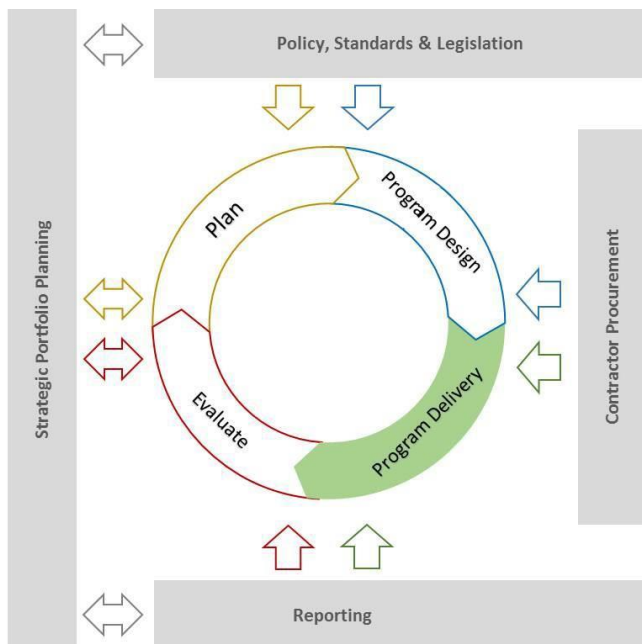 Policy, Standards & Legislation
Strategic Portfolio Planning
Plan
Program Design
Contractor Procurement
Evaluate
Program Delivery
Reporting